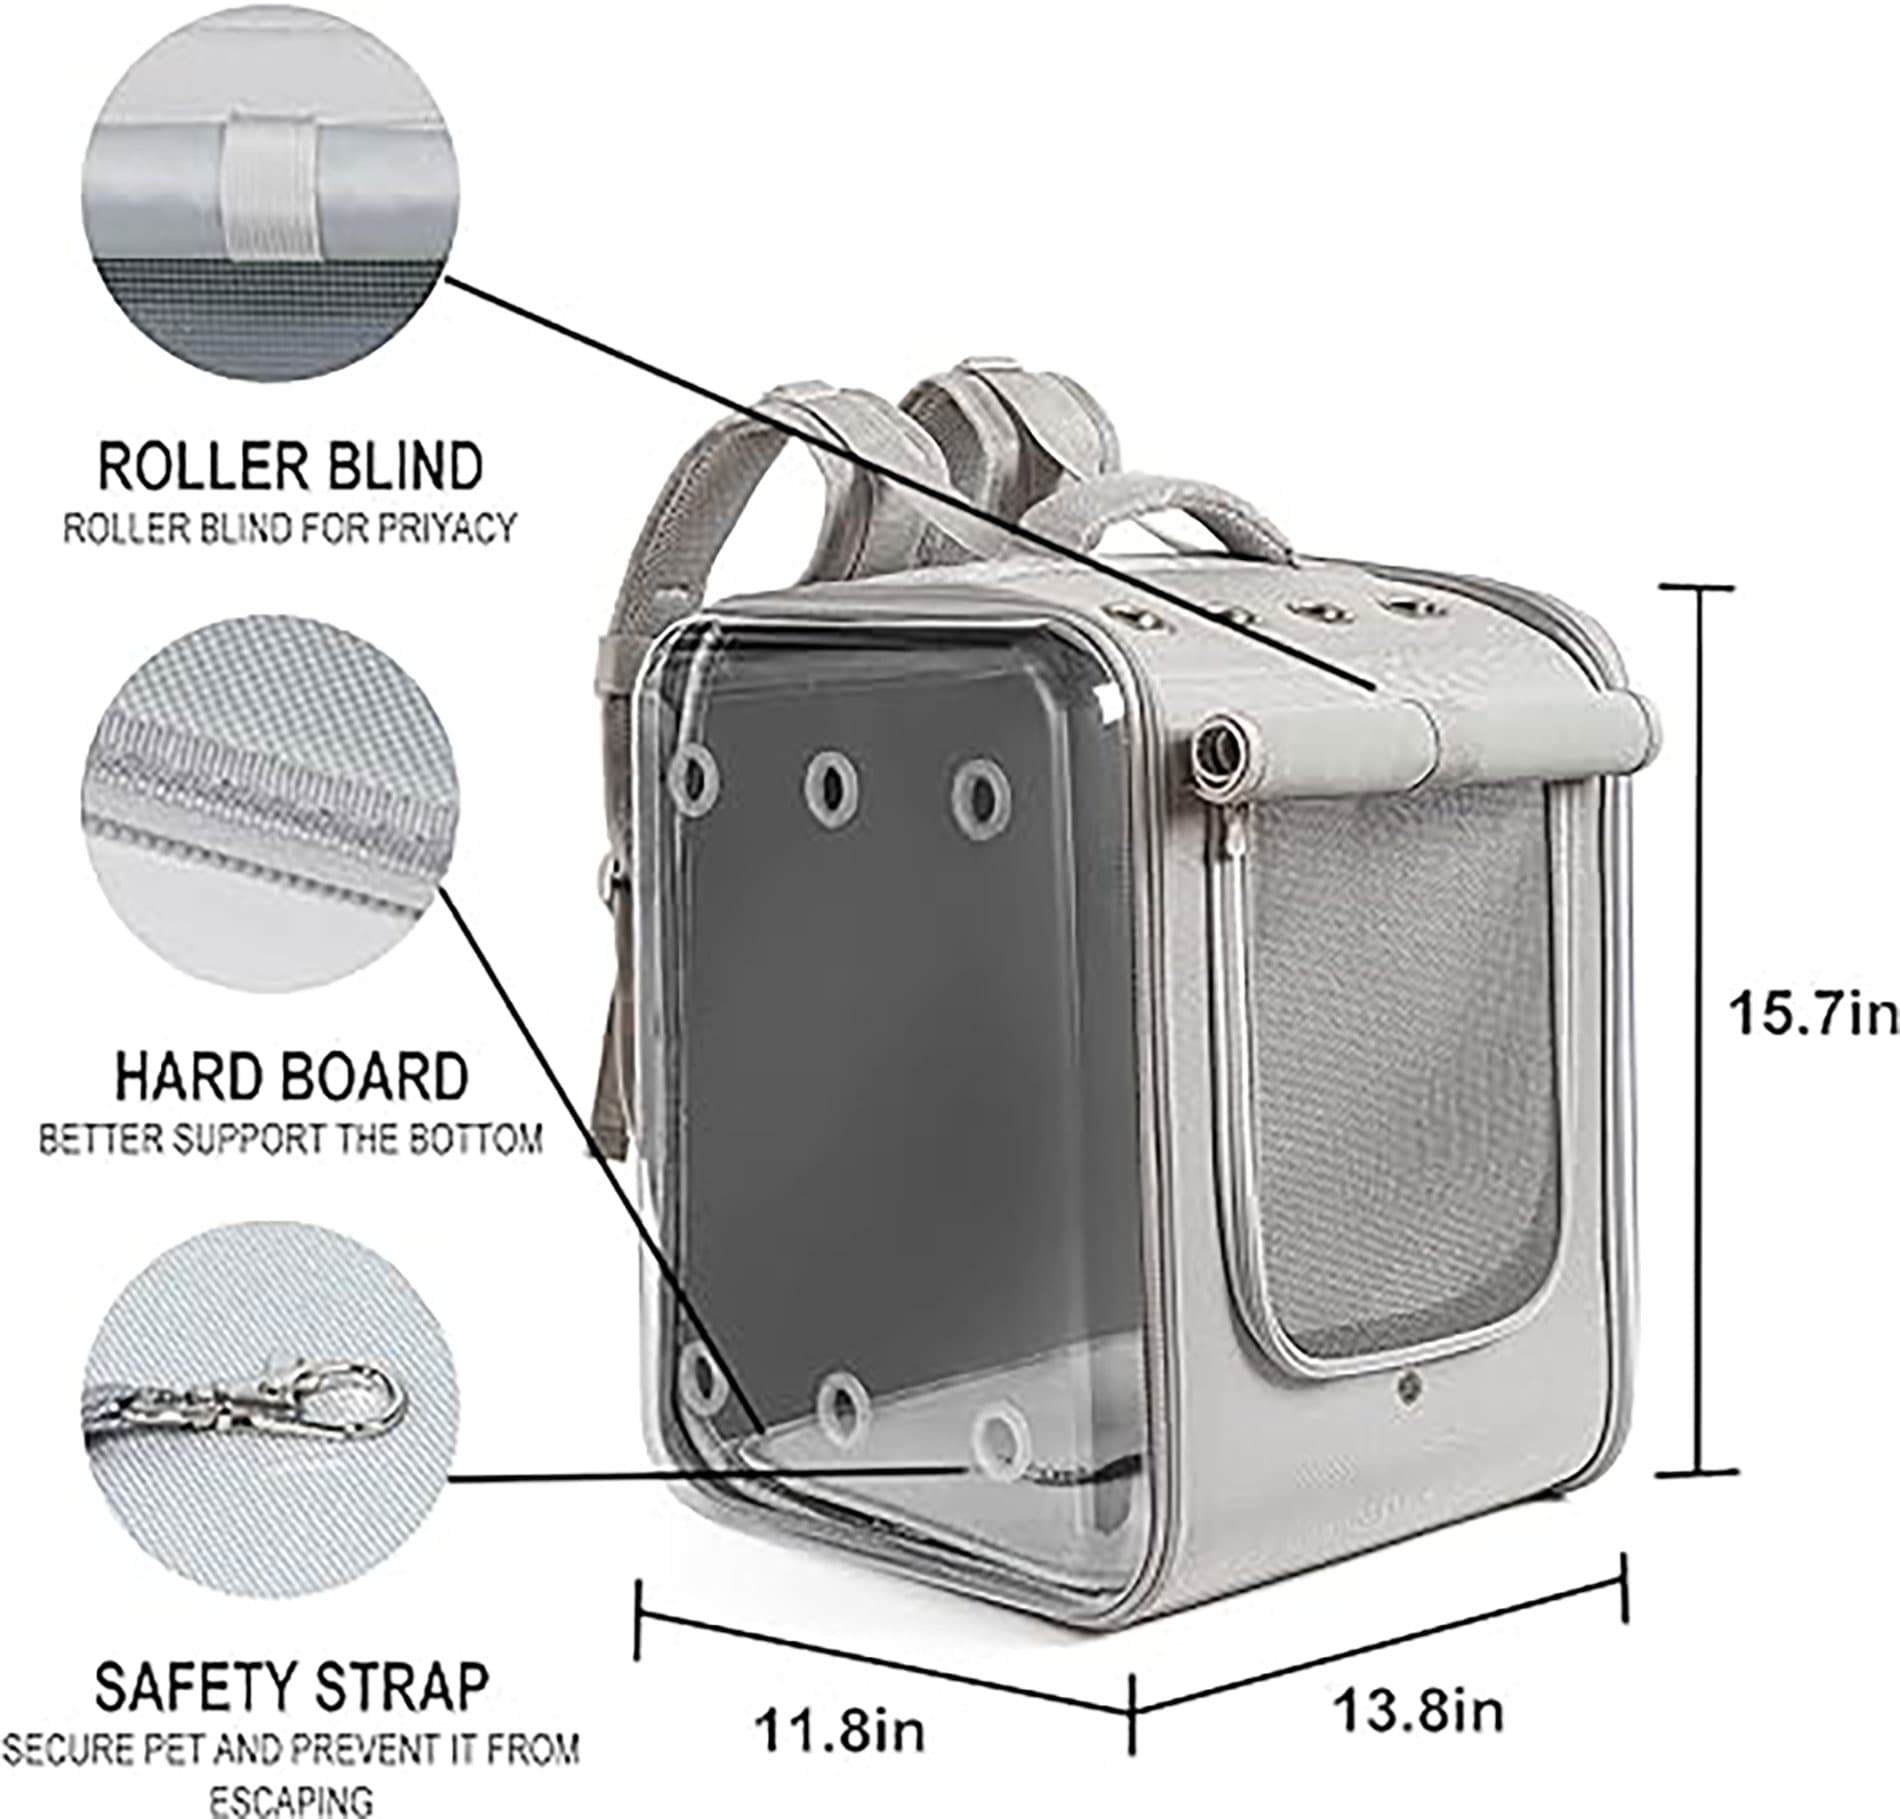 ROLLER BLIND
ROLLER BLIND FOR PRIYACY
HARD BOARD
BETTER SUPPORT THE BOTTOM
SAFETY STRAP
SECURE PET AND PREVENT IT FROM
ESCAPING
15.7in
11.8in
13.8in